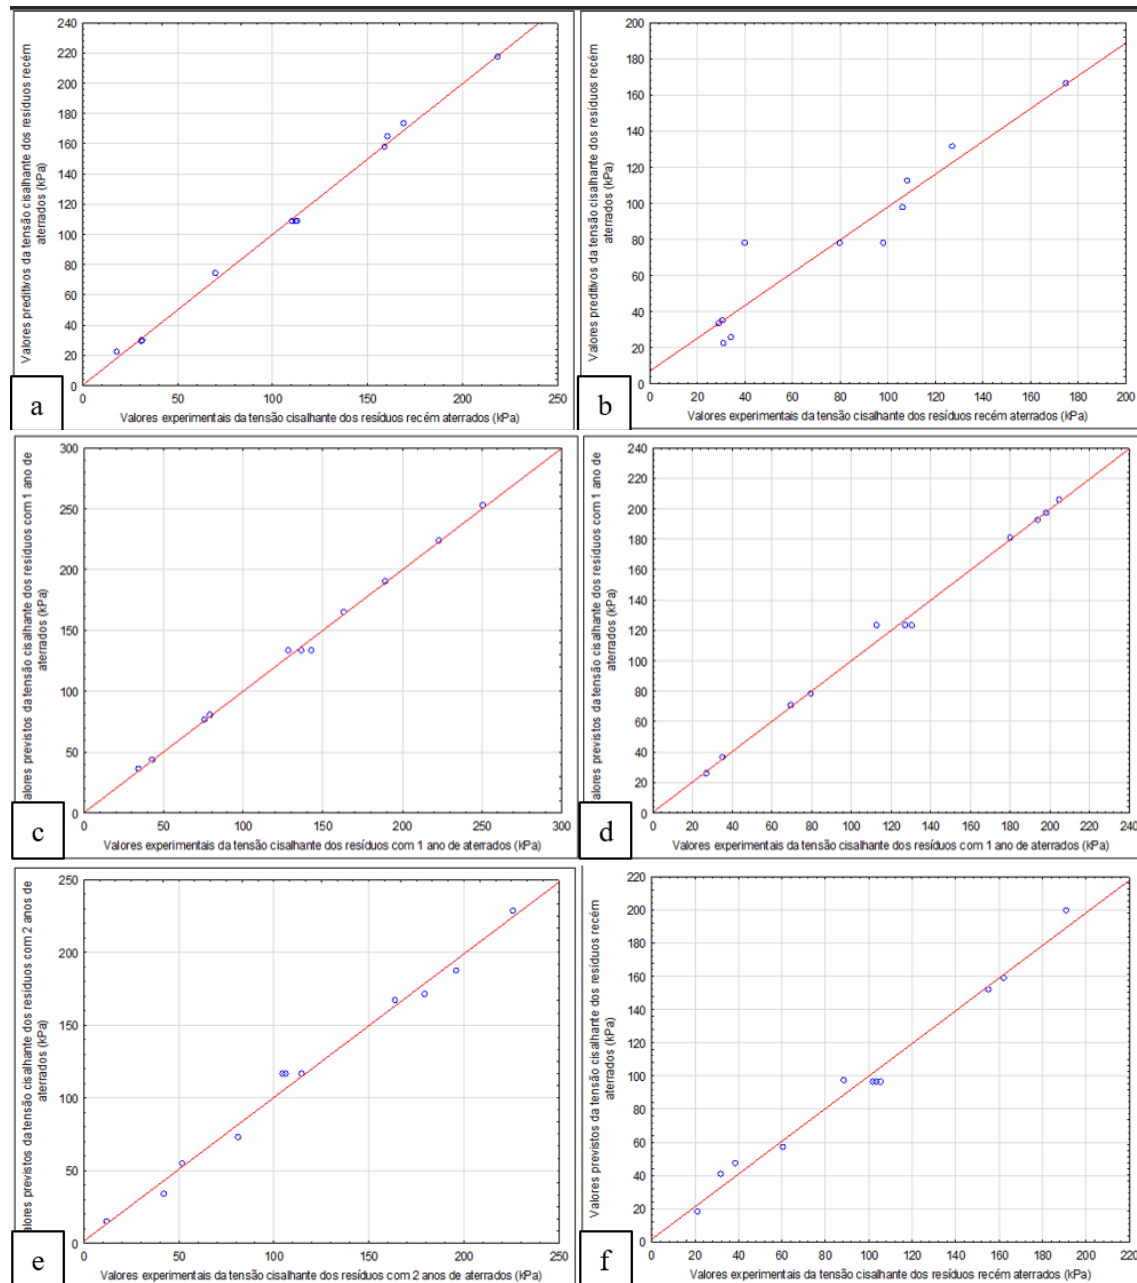 Valores preditivos da tensão cisalhante dos resíduos recém
aterrados (kPa)
240
220
200
180
160
140
120
100
80
60
40
20
0
50 100 150 200 250
Valores experimentais da tensão cisalhante dos resíduos recém aterrados (kPa)
a
Valores preditivos da tensão cisalhante dos resíduos recém
aterrados (kPa)
200
180
160
140
120
100
80
60
40
20
0
0 20 40 60 80 100 120 140 160 180 200
Valores experimentais da tensão cisalhante dos resíduos recém aterrados (kPa)
b
alores previstos da tensão cisalhante dos resíduos com 1 ano de
aterrados (kPa)
300
250
200
150
100
50
0
0 50 100 150 200 250 300
Valores experimentais da tensão cisalhante dos resíduos com 1 ano de aterrados (kPa)
c
alores previstos da tensão cisalhante dos resíduos com 1 ano de
aterrados (kPa)
240
220
200
180
160
140
120
100
80
60
40
20
0
0 20 40 60 80 100 120 140 160 180 200 220 240
Valores experimentais da tensão cisalhante dos resíduos com 1 ano de aterrados (kPa)
d
alores previstos da tensão cisalhante dos resíduos com 2 anos de
aterrados (kPa)
250
200
150
100
50
0
0 50 100 150 200 250
Valores experimentais da tensão cisalhante dos resíduos com 2 anos de aterrados (kPa)
e
Valores previstos da tensão cisalhante dos resíduos recém
aterrados (kPa)
220
200
180
160
140
120
100
80
60
40
20
0
0 20 40 60 80 100 120 140 160 180 200 220
Valores experimentais da tensão cisalhante dos resíduos recém aterrados (kPa)
f